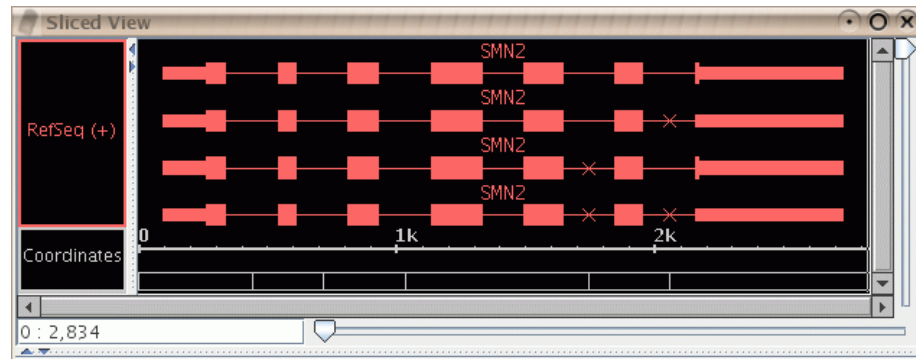 Sliced View
SMN2
RefSeq (+)
SMN2
SMN2
SMN2
Coordinates
0 1k 2k
0 : 2,834